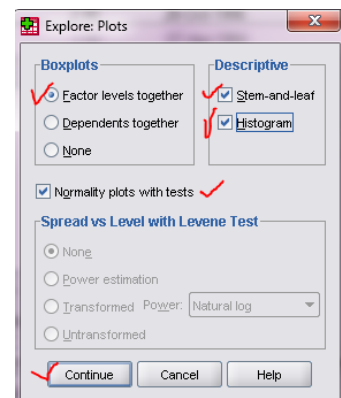 Explore: Plots
Boxplots
Factor levels together
Dependents together
None
Descriptive
Stem-and-leaf
Histogram
Normality plots with tests
Spread vs Level with Levene Test
None
Power estimation
Transformed Power: Natural log
Untransformed
Continue Cancel Help